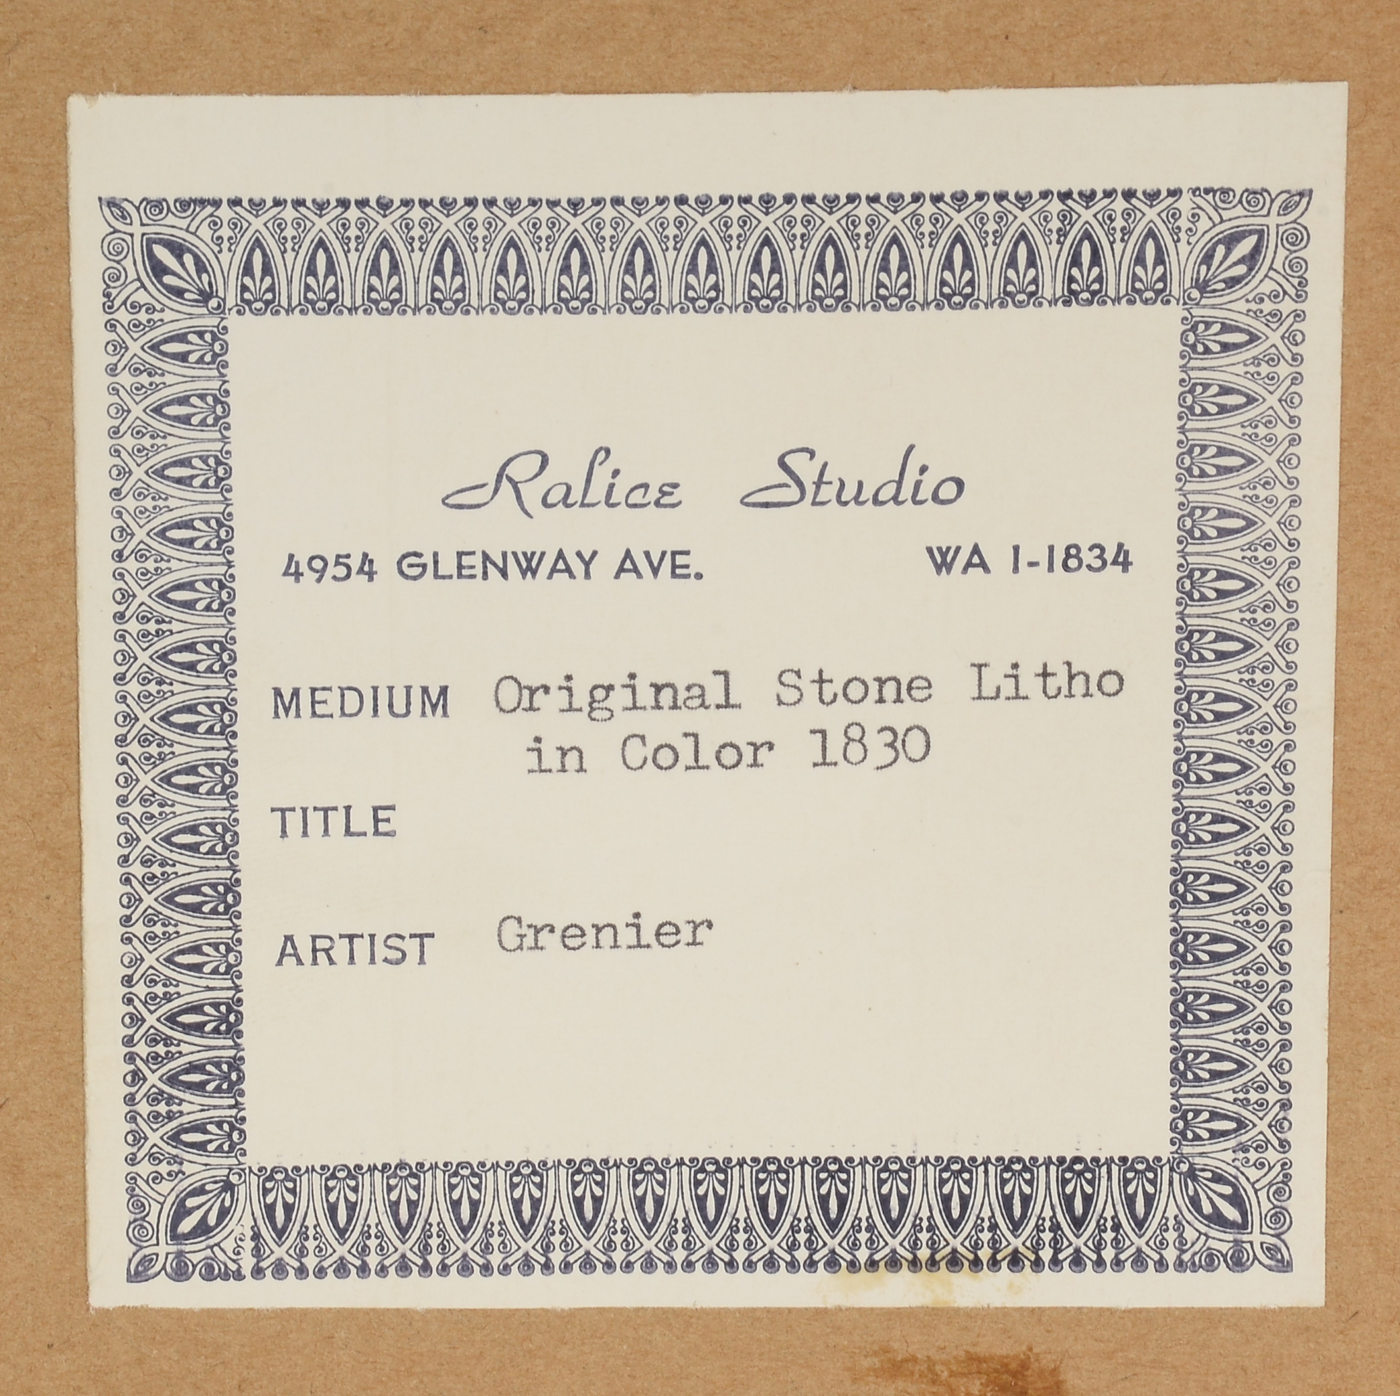 Ralice Studio
4954 GLENWAY AVE. WA 1-1834
MEDIUM Original Stone Litho
in Color 1830
TITLE
ARTIST Grenier